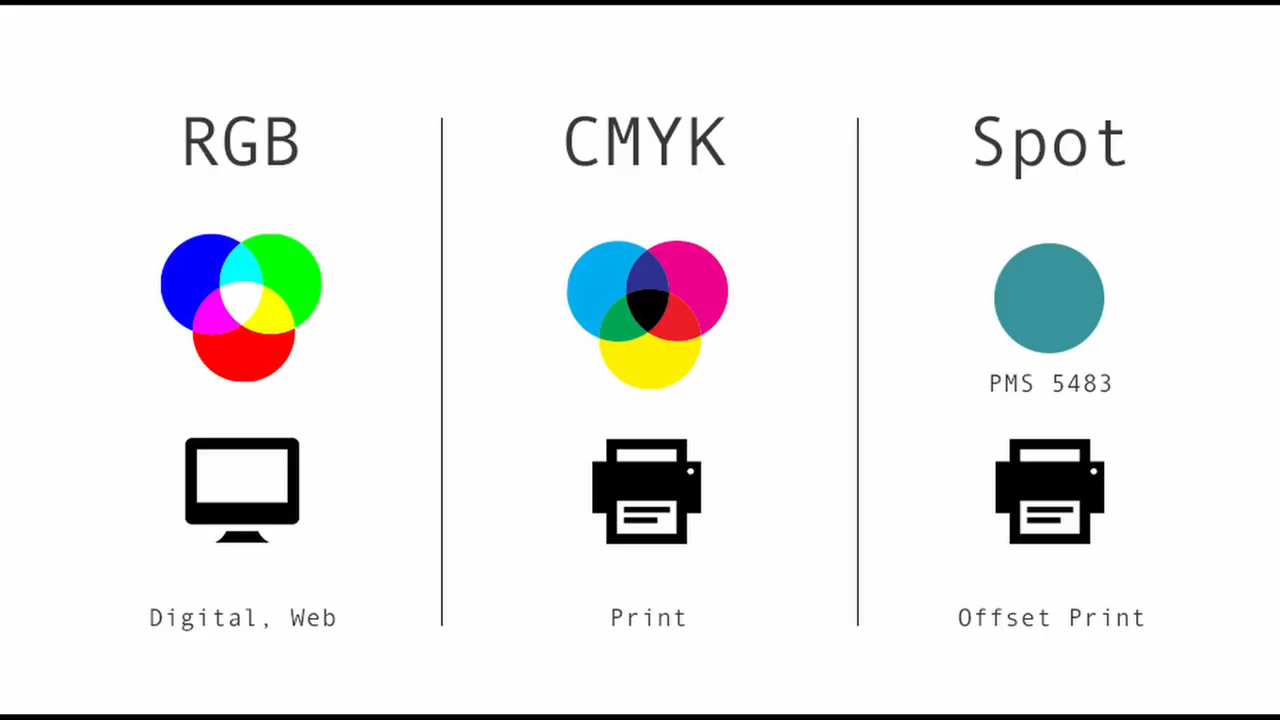 RGB
CMYK
Spot
PMS 5483
Digital, Web
Print
Offset Print